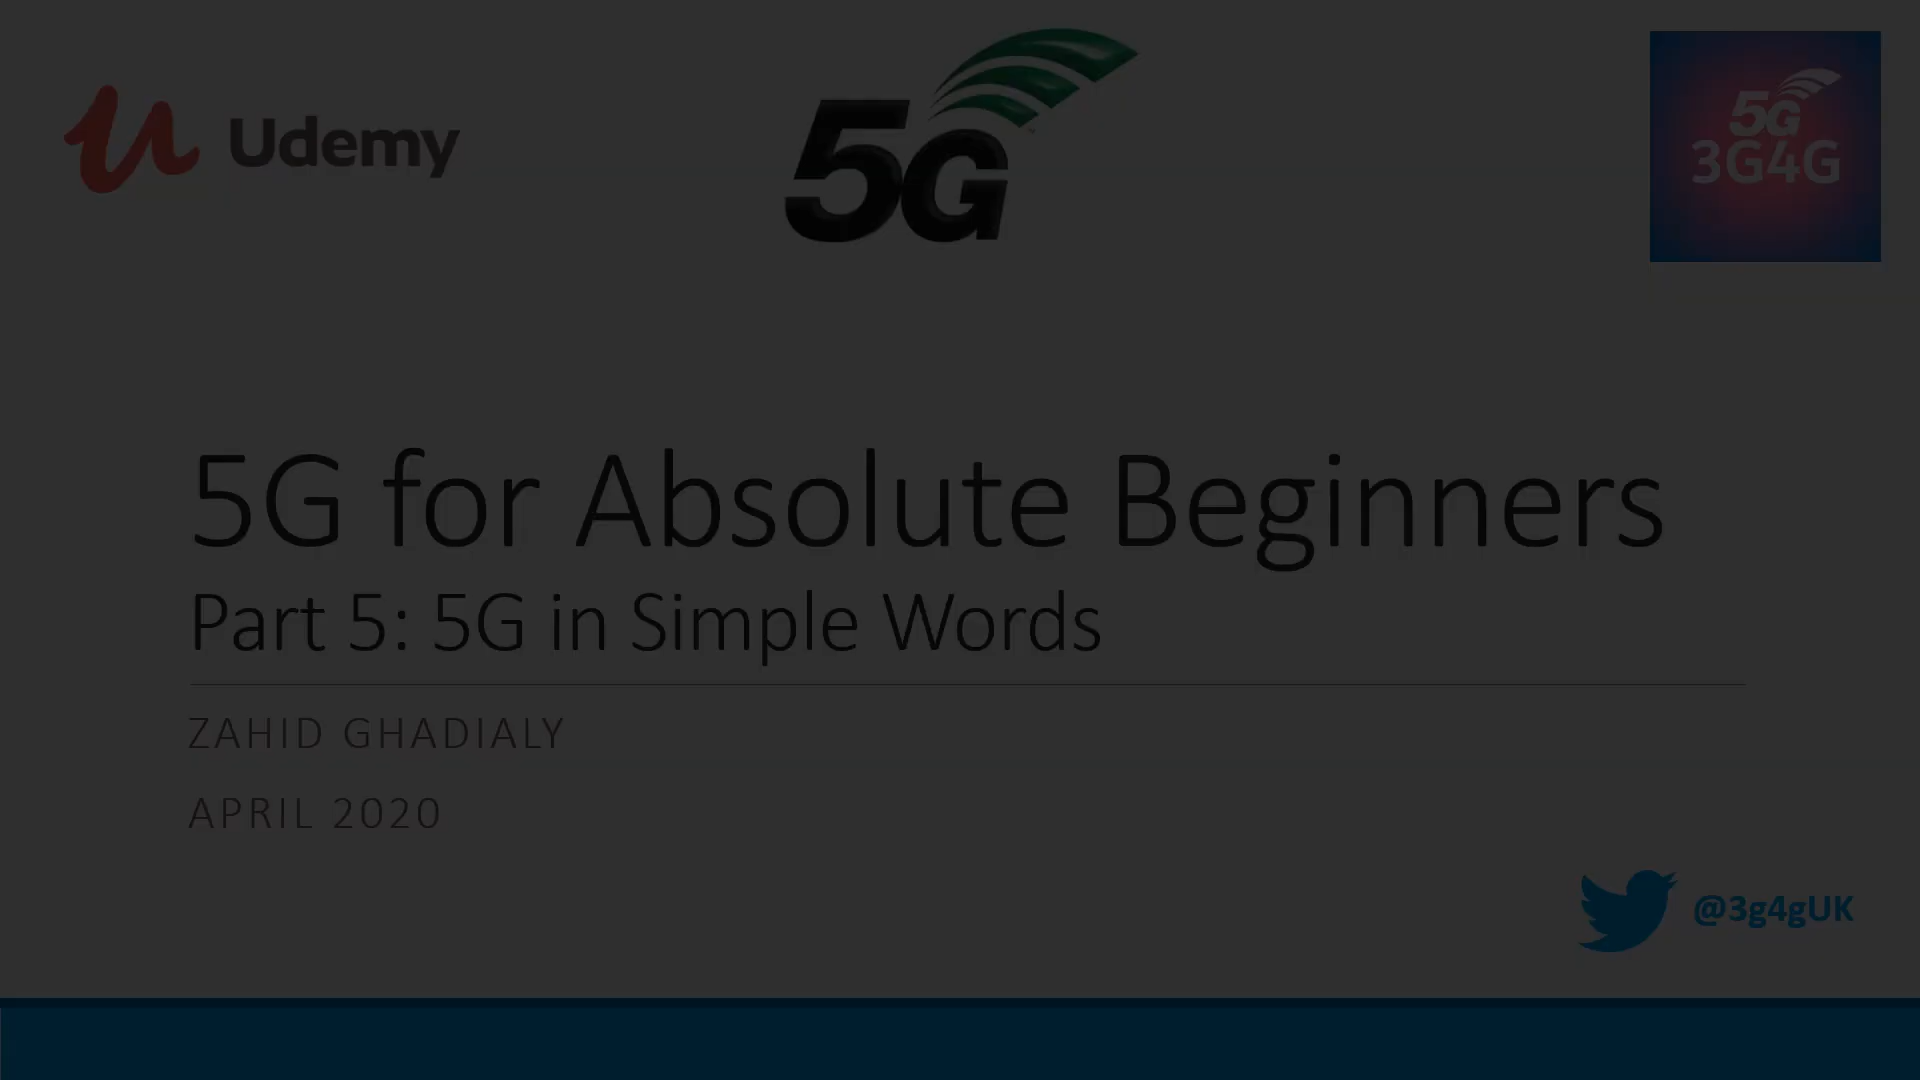 Udemy
5G
5G
3G4G
5G for Absolute Beginners
Part 5: 5G in Simple Words
ZAHID GHADIALY
APRIL 2020
@3g4gUK